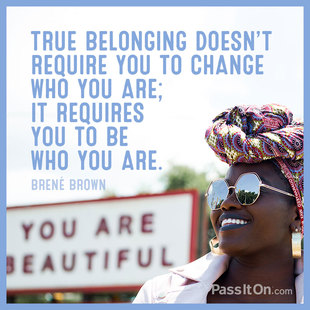 TRUE BELONGING DOESN'T
REQUIRE YOU TO CHANGE
WHO YOU ARE;
IT REQUIRES
YOU TO BE
WHO YOU ARE.
BRENÉ BROWN
YOU ARE
BEAUTIFUL
PassItOn.com